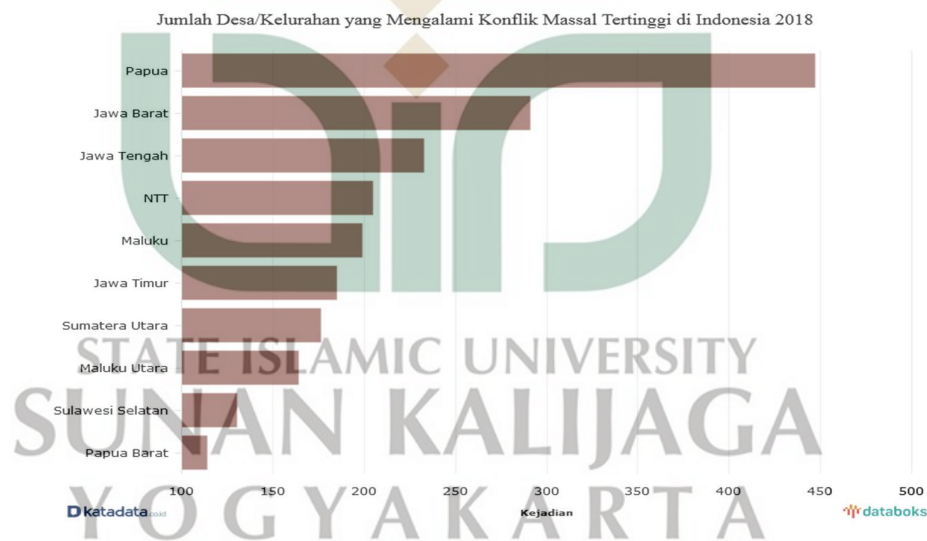 Jumlah Desa/Kelurahan yang Mengalami Konflik Massal Tertinggi di Indonesia 2018
Papua
Jawa Barat
Jawa Tengah
NTT
Maluku
Jawa Timur
Sumatera Utara
STATE ISLAMIC UNIVERSITY
Maluku Utara
SUNAN KALIJAGA
Sulawesi Selatan
Papua Barat
100 150 200 250 300 350 400 450 500
YOGYAKARTA
katadata.co.id Kejadian databoks